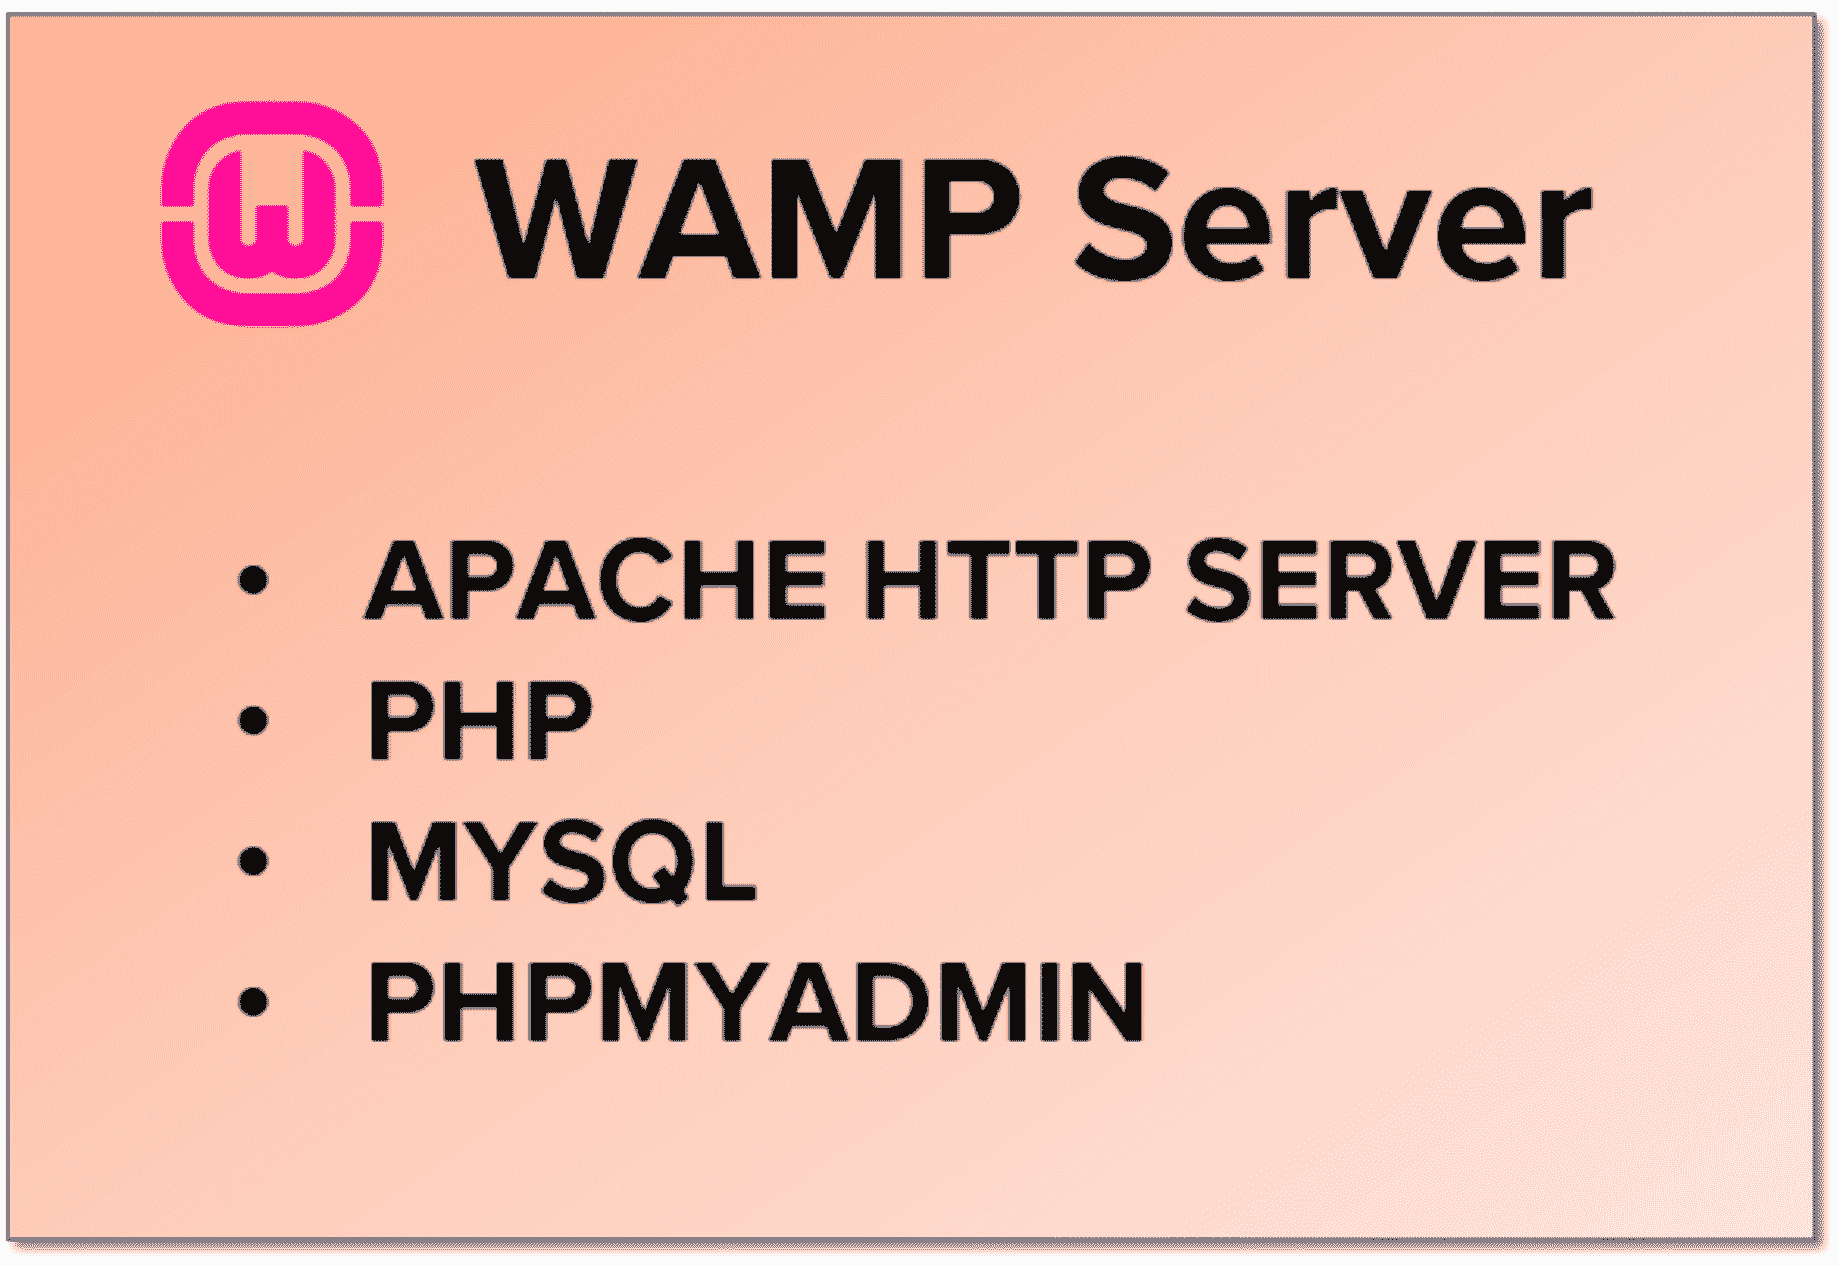 WAMP Server
• APACHE HTTP SERVER
• PHP
• MYSQL
• PHPMYADMIN